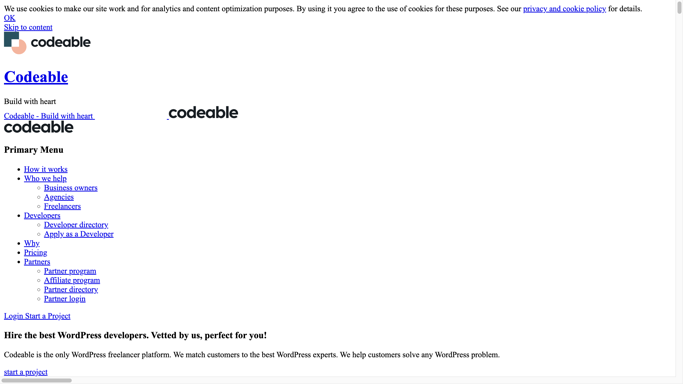 We use cookies to make our site work and for analytics and content optimization purposes. By using it you agree to the use of cookies for these purposes. See our privacy and cookie policy for details.
OK
Skip to content
codeable
Codeable
Build with heart
Codeable - Build with heart codeable
codeable
Primary Menu
How it works
Who we help
Business owners
Agencies
Freelancers
Developers
Developer directory
Apply as a Developer
Why
Pricing
Partners
Partner program
Affiliate program
Partner directory
Partner login
Login Start a Project
Hire the best WordPress developers. Vetted by us, perfect for you!
Codeable is the only WordPress freelancer platform. We match customers to the best WordPress experts. We help customers solve any WordPress problem.
start a project